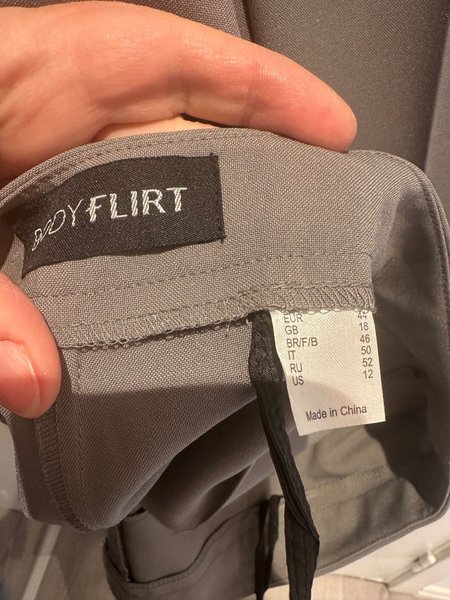 BODYFLIRT
EUR 44
GB 18
BR/F/B 46
IT 50
RU 52
US 12
Made in China